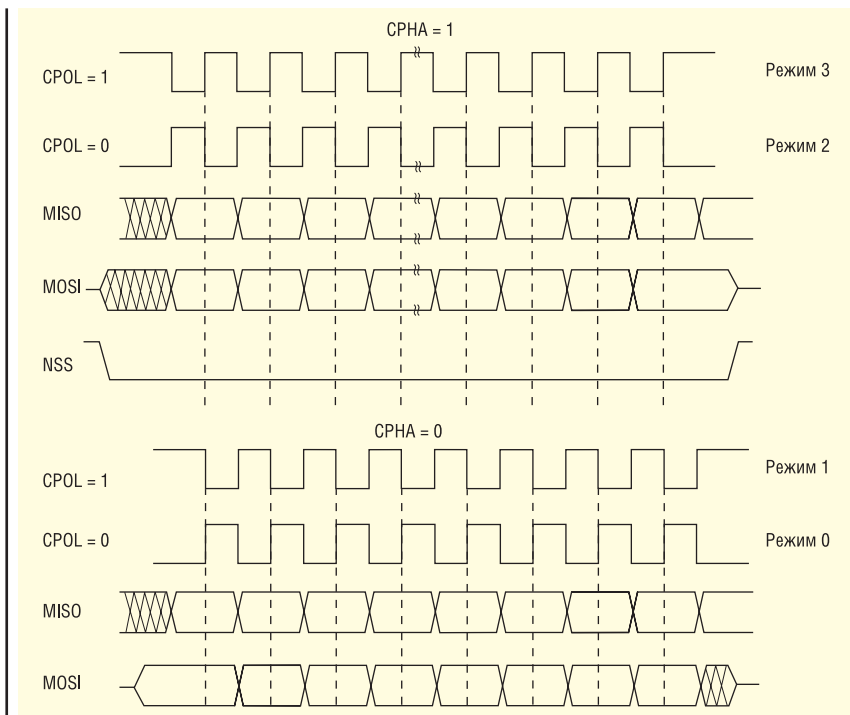 CPHA = 1
CPOL = 1
Режим 3
CPOL = 0
Режим 2
MISO
MOSI
NSS
CPHA = 0
CPOL = 1
Режим 1
CPOL = 0
Режим 0
MISO
MOSI